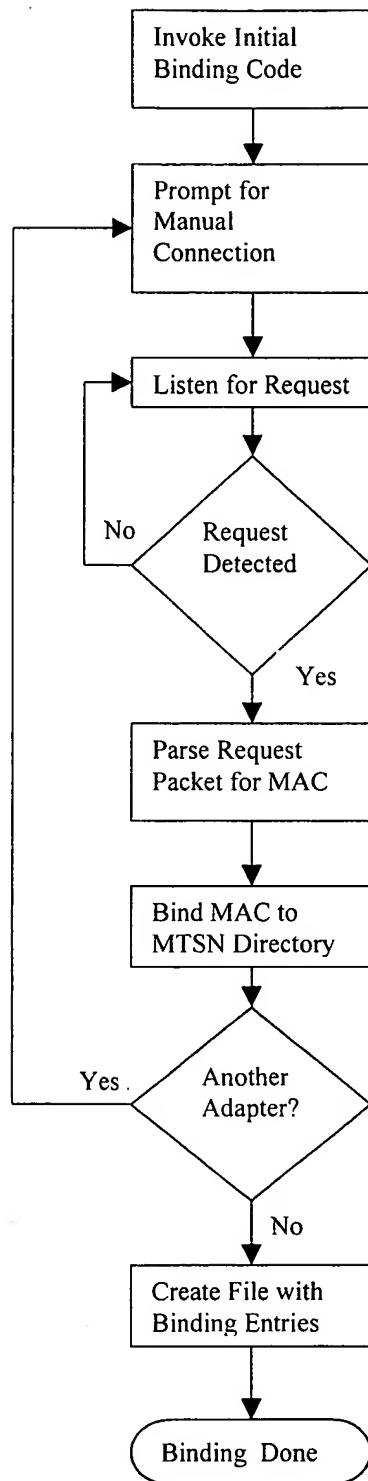 Invoke Initial
Binding Code
Prompt for
Manual
Connection
Listen for Request
No
Request
Detected
Yes
Parse Request
Packet for MAC
Bind MAC to
MTSN Directory
Yes
Another
Adapter?
No
Create File with
Binding Entries
Binding Done